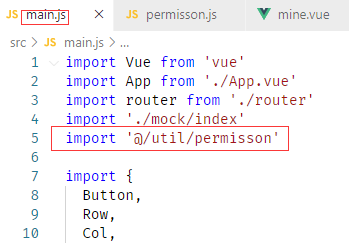 JS main.js × JS permisson.js mine.vue
src > JS main.js > ...
1 import Vue from 'vue'
2 import App from './App.vue'
3 import router from './router'
4 import './mock/index'
5 import '@/util/permisson'
6
7 import {
8 Button,
9 Row,
10 Col,